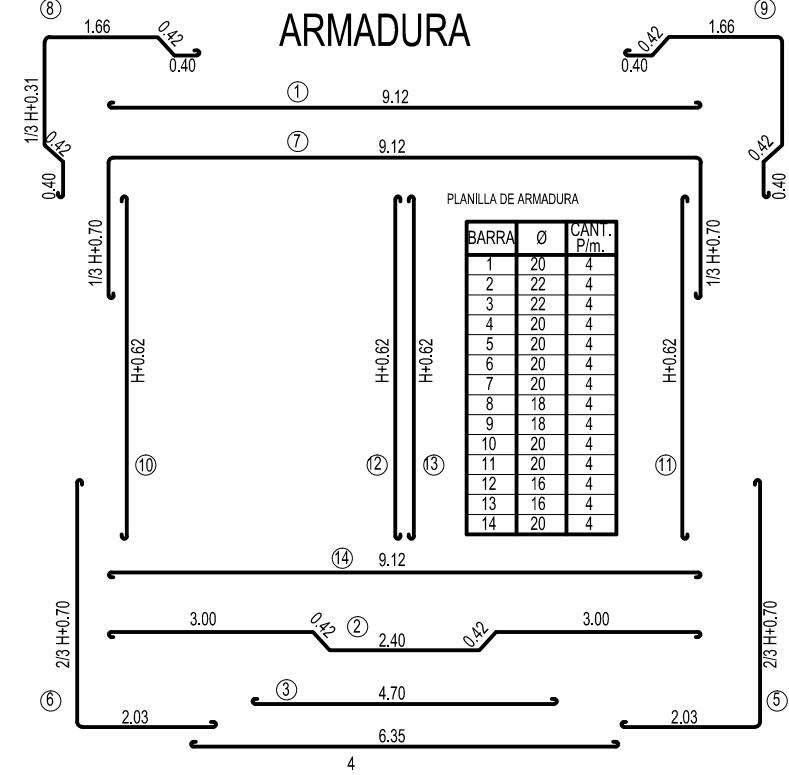 ARMADURA
8
1.66
0.42
0.40
1/3 H+0.31
0.42
0.40
9
1.66
0.42
0.40
0.42
0.40
1
9.12
7
9.12
1/3 H+0.70
1/3 H+0.70
H+0.62
H+0.62
H+0.62
H+0.62
10
12
13
11
PLANILLA DE ARMADURA
BARRA Ø CANT. P/m.
1 20 4
2 22 4
3 22 4
4 20 4
5 20 4
6 20 4
7 20 4
8 18 4
9 18 4
10 20 4
11 20 4
12 16 4
13 16 4
14 20 4
14
9.12
3.00
0.42
2
2.40
0.42
3.00
2/3 H+0.70
6
2.03
3
4.70
2/3 H+0.70
5
2.03
6.35
4